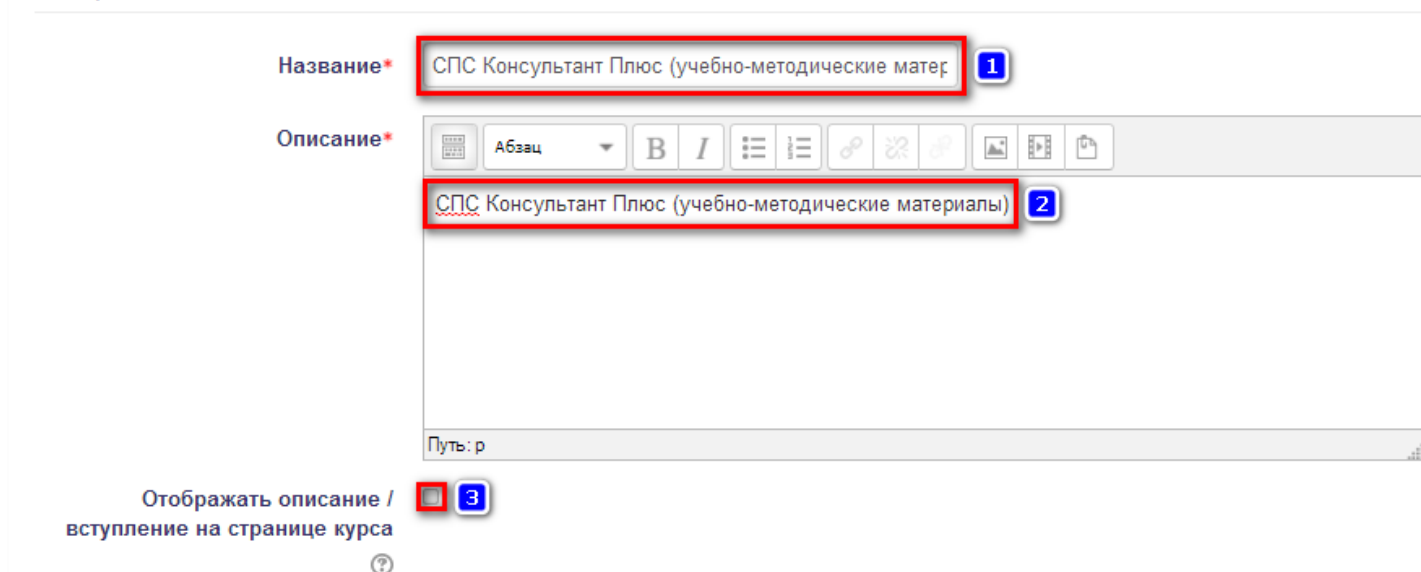 Название* СПС Консультант Плюс (учебно-методические матер 1
Описание* Абзац B I
СПС Консультант Плюс (учебно-методические материалы) 2
Путь: p
Отображать описание / 3
вступление на странице курса
?